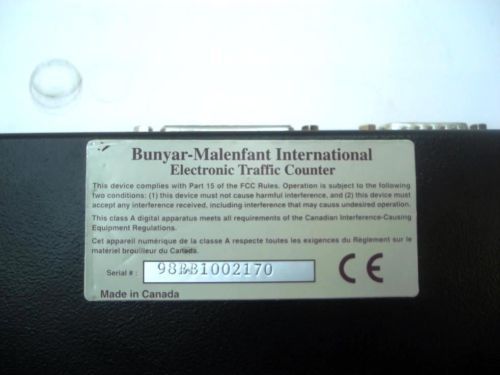 Bunyar-Malenfant International
Electronic Traffic Counter
This device complies with Part 15 of the FCC Rules. Operation is subject to the following
two conditions: (1) this device must not cause harmful interference, and (2) this device must
accept any interference received, including interference that may cause undesired operation.
This class A digital apparatus meets all requirements of the Canadian Interference-Causing
Equipment Regulations.
Cet appareil numérique de la classe A respecte toutes les exigences du Règlement sur le
matériel brouilleur du Canada.
Serial # : 98BB1002170 CE
Made in Canada